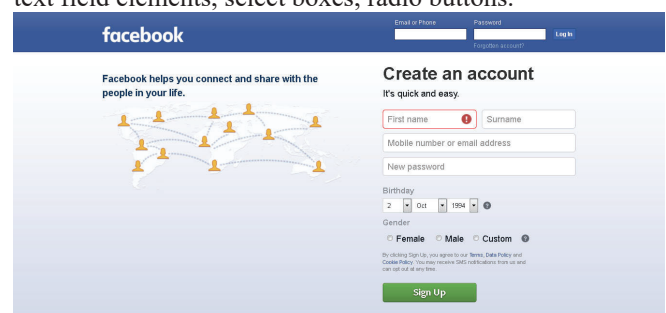 text field elements, select boxes, radio buttons.
facebook
Email or Phone Password
Log In
Forgotten account?
Facebook helps you connect and share with the
people in your life.
Create an account
It's quick and easy.
First name Surname
Mobile number or email address
New password
Birthday
2 Oct 1994
Gender
Female Male Custom
By clicking Sign Up, you agree to our Terms, Data Policy and
Cookie Policy. You may receive SMS notifications from us and
can opt out at any time.
Sign Up